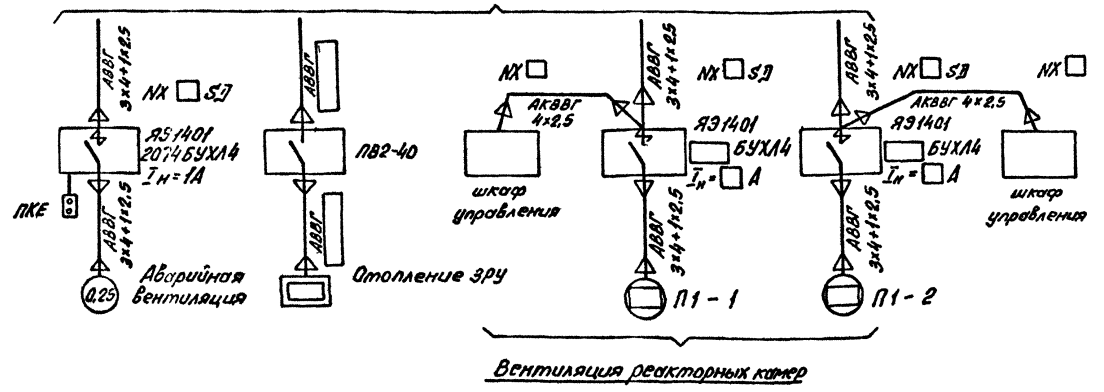 АВВГ
3х4+1х2,5
NX SД
ЯЭ1401
2074БУХЛ4
Iн=1А
ПКЕ
АВВГ
3х4+1х2,5
0,25
Аварийная
вентиляция
АВВГ
ПВ2-40
АВВГ
Отопление ЗРУ
NX
АКВВГ
4х2,5
шкаф
управления
АВВГ
3х4+1х2,5
NX SД
ЯЭ1401
БУХЛ4
Iн= А
АВВГ
3х4+1х2,5
П1-1
АВВГ
3х4+1х2,5
NX SД
АКВВГ 4х2,5
ЯЭ1401
БУХЛ4
Iн= А
АВВГ
3х4+1х2,5
П1-2
NX
шкаф
управления
Вентиляция реакторных камер